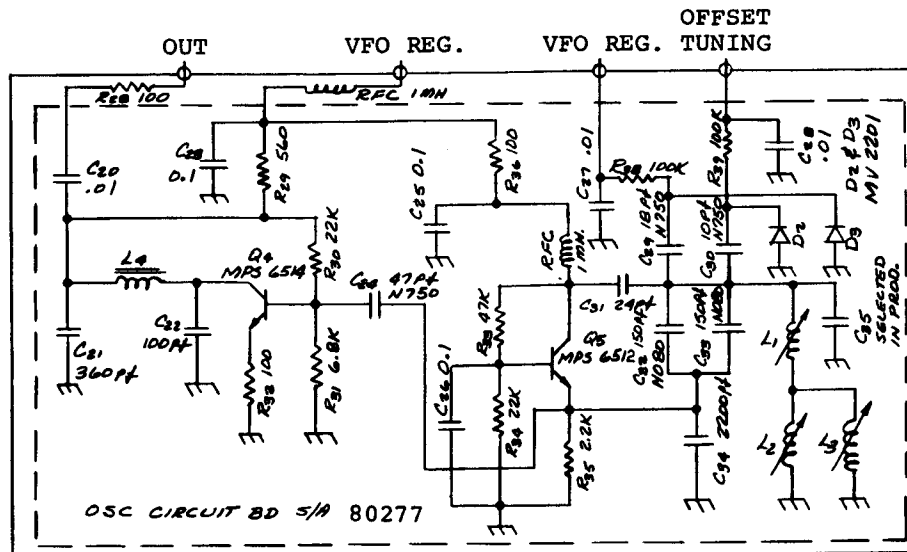 OUT
VFO REG.
VFO REG.
OFFSET
TUNING
R28 100
RFC 1MH
C20
.01
C23
0.1
R29 560
C25 0.1
R36 100
C27 .01
R38 100K
R39 100K
C28
.01
D2 & D3
MV 2201
L4
Q4
MPS 6514
R30 22K
C24
47pf
N750
RFC
1MH.
C29 18pf
N750
C30 10pf
N750
D2
D3
C21
360pf
C22
100pf
R32 100
R31 6.8K
C26 0.1
R33 47K
C31 24pf
Q5
MPS 6512
C32 150pf
N080
C33 150pf
N080
L1
C35
SELECTED
IN PROD.
R34 22K
R35 2.2K
C34 2200pf
L2
L3
OSC CIRCUIT BD S/A 80277